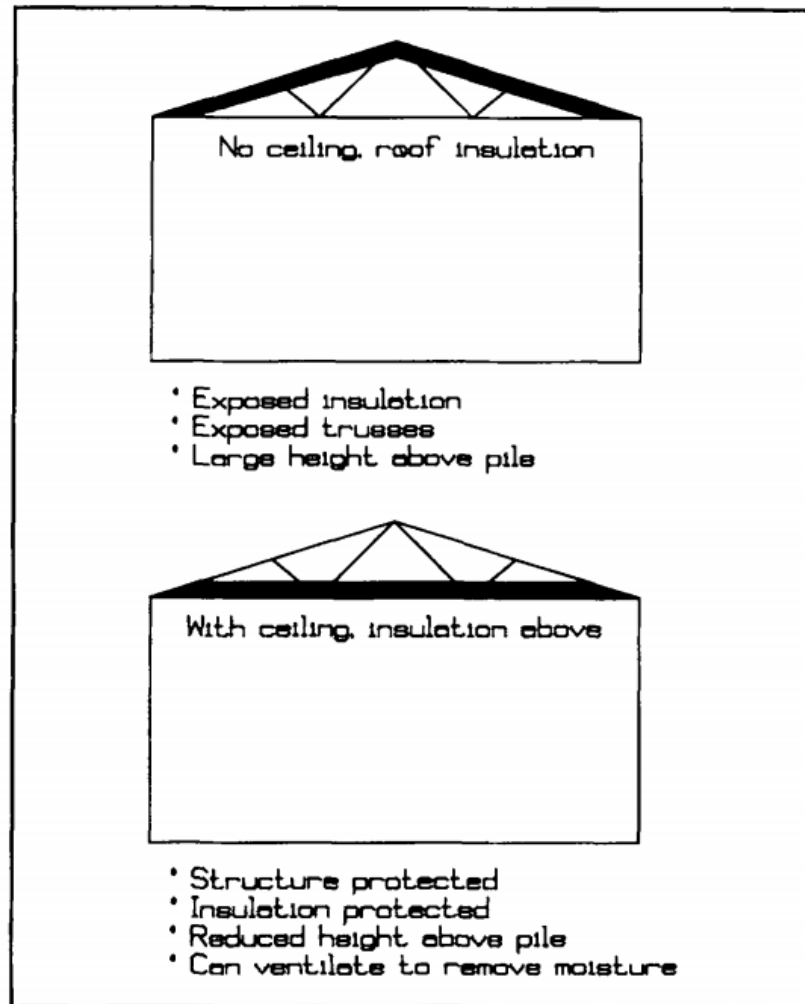 No ceiling, roof insulation
• Exposed insulation
• Exposed trusses
• Large height above pile
With ceiling, insulation above
• Structure protected
• Insulation protected
• Reduced height above pile
• Can ventilate to remove moisture